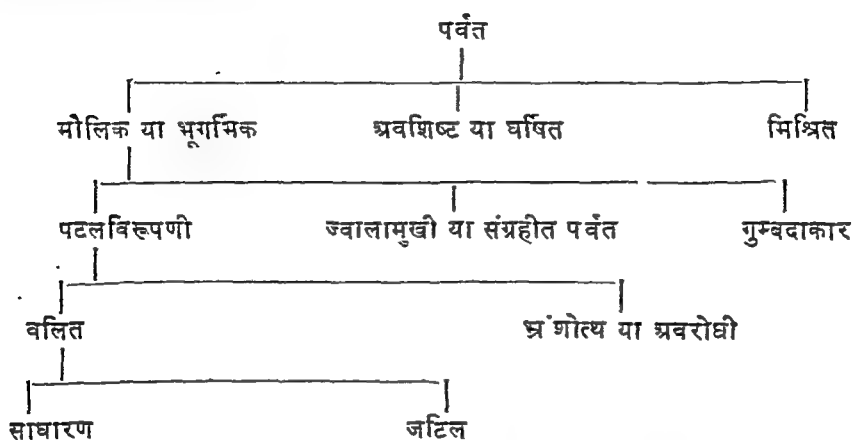 पर्वत
मौलिक या भूगर्भिक अवशिष्ट या घर्षित मिश्रित
पटलविरूपणी ज्वालामुखी या संग्रहीत पर्वत गुम्बदाकार
वलित भ्रंशोत्थ या अवरोधी
साधारण जटिल